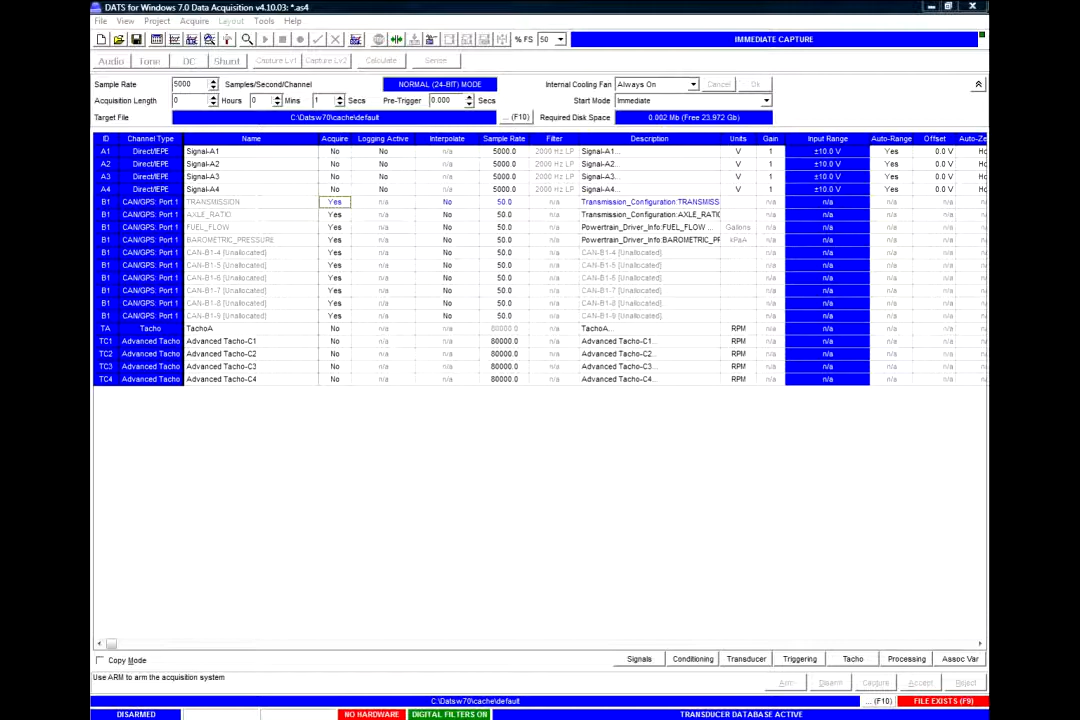 DATS for Windows 7.0 Data Acquisition v4.10.03: *.as4
File View Project Acquire Layout Tools Help
% FS 50 IMMEDIATE CAPTURE
Audio Tone DC Shunt Capture Lv1 Capture Lv2 Calculate Sense
Sample Rate 5000 Samples/Second/Channel NORMAL (24-BIT) MODE Internal Cooling Fan Always On Cancel Ok
Acquisition Length 0 Hours 0 Mins 1 Secs Pre-Trigger 0.000 Secs Start Mode Immediate
Target File C:\Datsw70\cache\default ... (F10) Required Disk Space 0.002 Mb (Free 23.972 Gb)
ID Channel Type Name Acquire Logging Active Interpolate Sample Rate Filter Description Units Gain Input Range Auto-Range Offset Auto-Ze
A1 Direct/IEPE Signal-A1 No No n/a 5000.0 2000 Hz LP Signal-A1... V 1 ±10.0 V Yes 0.0 V
A2 Direct/IEPE Signal-A2 No No n/a 5000.0 2000 Hz LP Signal-A2... V 1 ±10.0 V Yes 0.0 V
A3 Direct/IEPE Signal-A3 No No n/a 5000.0 2000 Hz LP Signal-A3... V 1 ±10.0 V Yes 0.0 V
A4 Direct/IEPE Signal-A4 No No n/a 5000.0 2000 Hz LP Signal-A4... V 1 ±10.0 V Yes 0.0 V
B1 CAN/GPS: Port 1 TRANSMISSION Yes n/a No 50.0 n/a Transmission_Configuration:TRANSMISS n/a n/a n/a n/a
B1 CAN/GPS: Port 1 AXLE_RATIO Yes n/a No 50.0 n/a Transmission_Configuration:AXLE_RATIO n/a n/a n/a n/a
B1 CAN/GPS: Port 1 FUEL_FLOW Yes n/a No 50.0 n/a Powertrain_Driver_Info:FUEL_FLOW... Gallons n/a n/a n/a n/a
B1 CAN/GPS: Port 1 BAROMETRIC_PRESSURE Yes n/a No 50.0 n/a Powertrain_Driver_Info:BAROMETRIC_PF kPaA n/a n/a n/a n/a
B1 CAN/GPS: Port 1 CAN-B1-4 [Unallocated] Yes n/a No 50.0 n/a CAN-B1-4 [Unallocated] n/a n/a n/a n/a
B1 CAN/GPS: Port 1 CAN-B1-5 [Unallocated] Yes n/a No 50.0 n/a CAN-B1-5 [Unallocated] n/a n/a n/a n/a
B1 CAN/GPS: Port 1 CAN-B1-6 [Unallocated] Yes n/a No 50.0 n/a CAN-B1-6 [Unallocated] n/a n/a n/a n/a
B1 CAN/GPS: Port 1 CAN-B1-7 [Unallocated] Yes n/a No 50.0 n/a CAN-B1-7 [Unallocated] n/a n/a n/a n/a
B1 CAN/GPS: Port 1 CAN-B1-8 [Unallocated] Yes n/a No 50.0 n/a CAN-B1-8 [Unallocated] n/a n/a n/a n/a
B1 CAN/GPS: Port 1 CAN-B1-9 [Unallocated] Yes n/a No 50.0 n/a CAN-B1-9 [Unallocated] n/a n/a n/a n/a
TA Tacho TachoA No n/a n/a 80000.0 n/a TachoA... RPM n/a n/a n/a n/a
TC1 Advanced Tacho Advanced Tacho-C1 No n/a n/a 80000.0 n/a Advanced Tacho-C1... RPM n/a n/a n/a n/a
TC2 Advanced Tacho Advanced Tacho-C2 No n/a n/a 80000.0 n/a Advanced Tacho-C2... RPM n/a n/a n/a n/a
TC3 Advanced Tacho Advanced Tacho-C3 No n/a n/a 80000.0 n/a Advanced Tacho-C3... RPM n/a n/a n/a n/a
TC4 Advanced Tacho Advanced Tacho-C4 No n/a n/a 80000.0 n/a Advanced Tacho-C4... RPM n/a n/a n/a n/a
Copy Mode Signals Conditioning Transducer Triggering Tacho Processing Assoc Var
Use ARM to arm the acquisition system Arm Disarm Capture Accept Reject
C:\Datsw70\cache\default ... (F10) FILE EXISTS (F9)
DISARMED NO HARDWARE DIGITAL FILTERS ON TRANSDUCER DATABASE ACTIVE